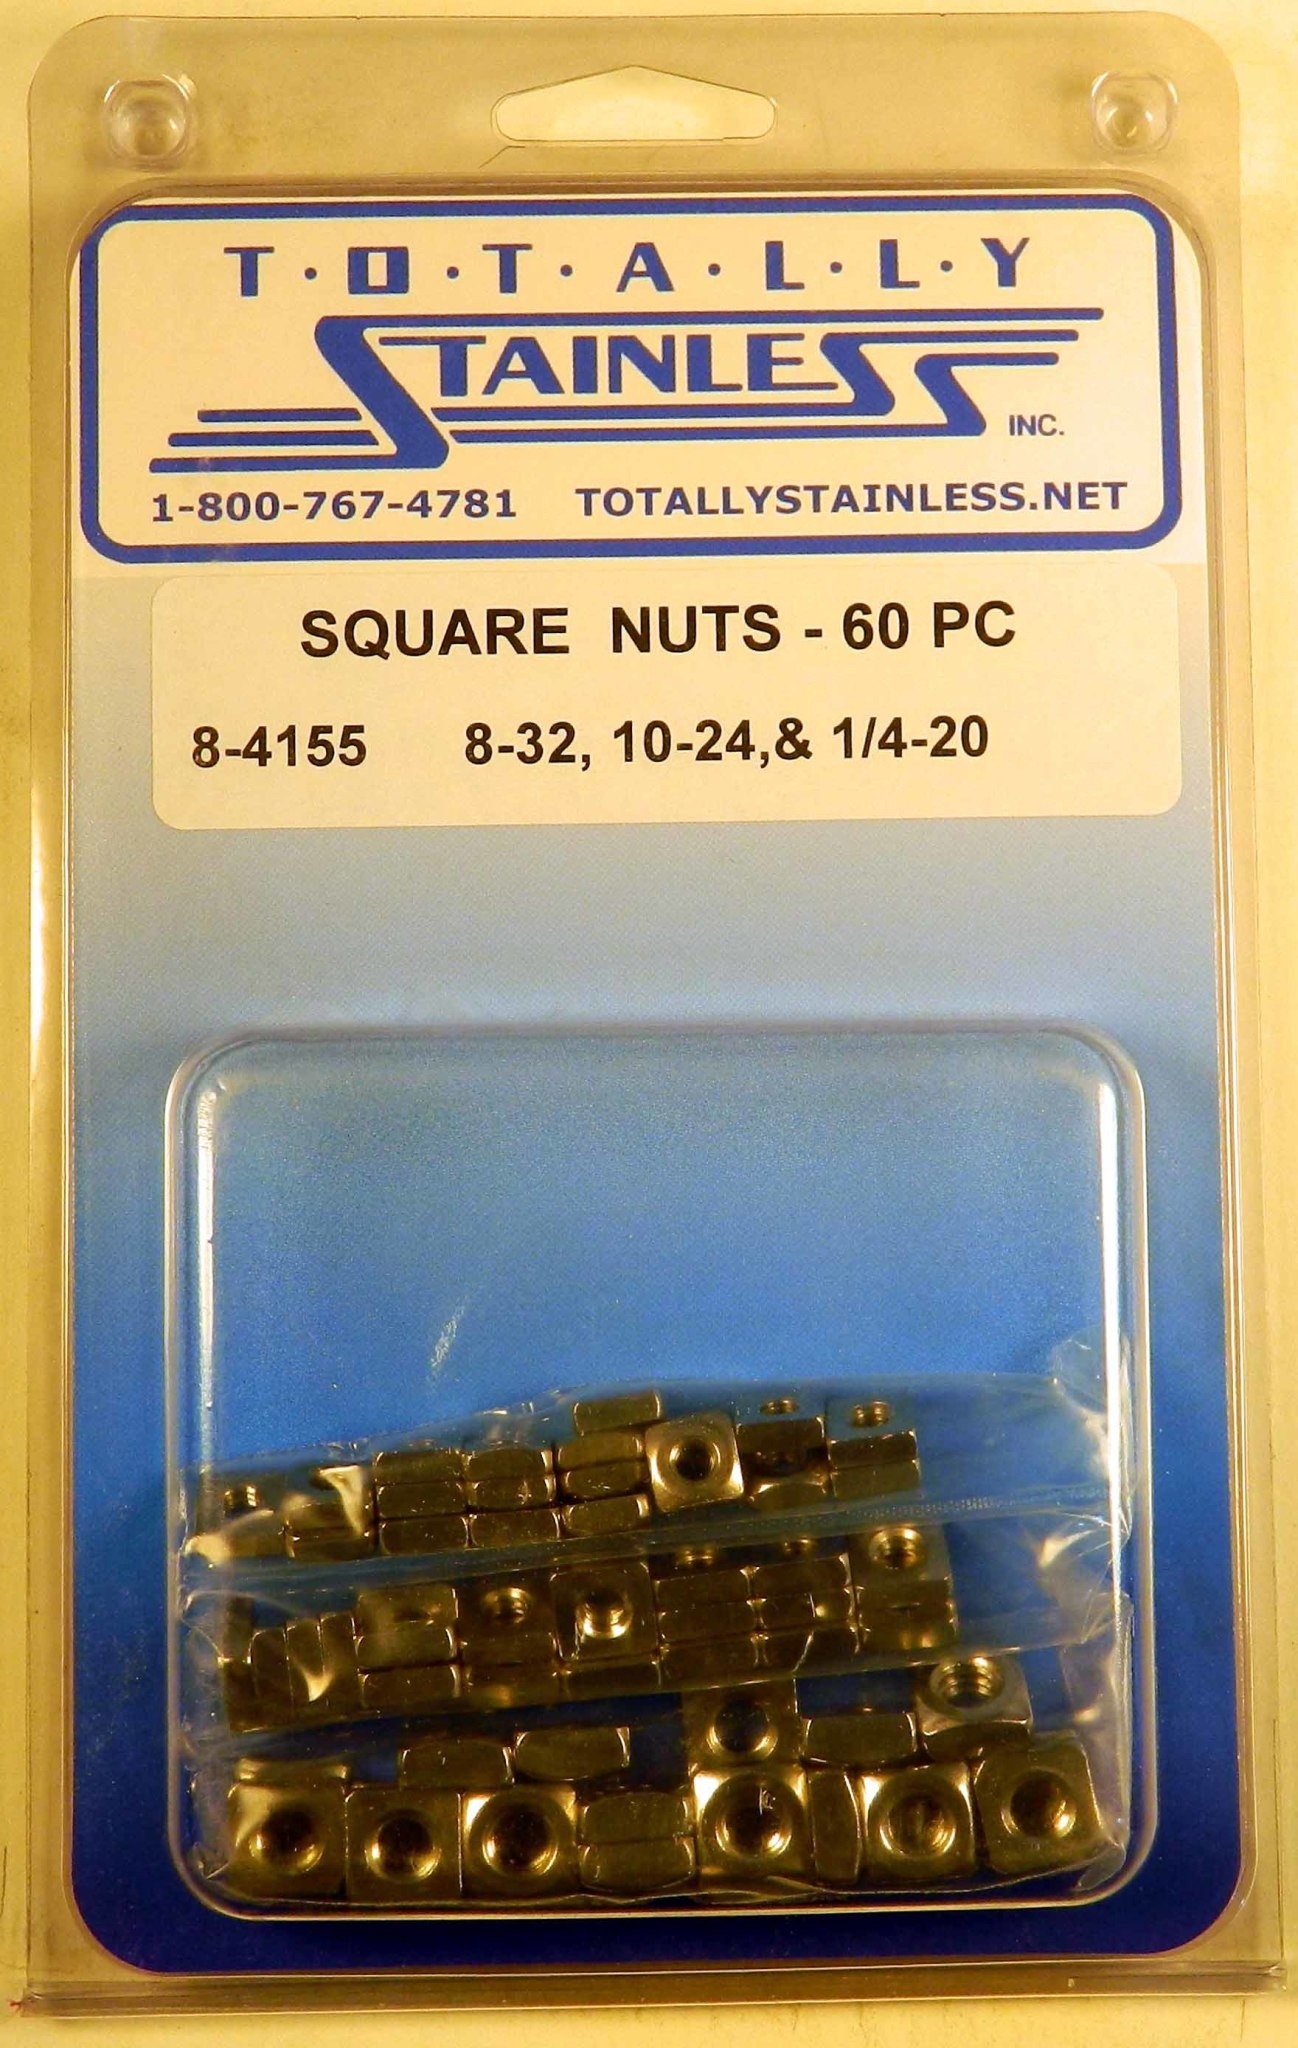 T·O·T·A·L·L·Y
STAINLESS
INC.
1-800-767-4781 TOTALLYSTAINLESS.NET
SQUARE NUTS - 60 PC
8-4155 8-32, 10-24,& 1/4-20